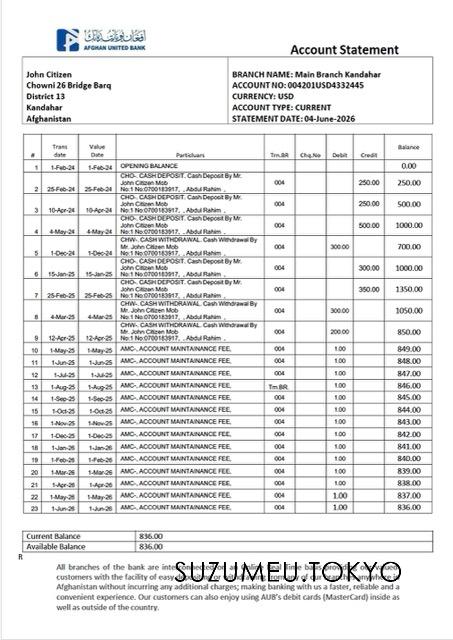 AFGHAN UNITED BANK
Account Statement
John Citizen
Chowni 26 Bridge Barq
District 13
Kandahar
Afghanistan
BRANCH NAME: Main Branch Kandahar
ACCOUNT NO: 004201USD4332445
CURRENCY: USD
ACCOUNT TYPE: CURRENT
STATEMENT DATE: 04-June-2026
# Trans date Value Date Particluars Trn.BR Chq.No Debit Credit Balance
1 1-Feb-24 1-Feb-24 OPENING BALANCE 0.00
CHO-. CASH DEPOSIT. Cash Deposit By Mr.
John Citizen Mob
2 25-Feb-24 25-Feb-24 No:1 No:0700183917, , Abdul Rahim , 004 250.00 250.00
CHO-. CASH DEPOSIT. Cash Deposit By Mr.
John Citizen Mob
3 10-Apr-24 10-Apr-24 No:1 No:0700183917, , Abdul Rahim , 004 250.00 500.00
CHO-. CASH DEPOSIT. Cash Deposit By Mr.
John Citizen Mob
4 4-May-24 4-May-24 No:1 No:0700183917, , Abdul Rahim , 004 500.00 1000.00
CHW-. CASH WITHDRAWAL. Cash Withdrawal By
Mr. John Citizen Mob
5 1-Dec-24 1-Dec-24 No:1 No:0700183917, , Abdul Rahim , 004 300.00 700.00
CHO-. CASH DEPOSIT. Cash Deposit By Mr.
John Citizen Mob
6 15-Jan-25 15-Jan-25 No:1 No:0700183917, , Abdul Rahim , 004 300.00 1000.00
CHO-. CASH DEPOSIT. Cash Deposit By Mr.
John Citizen Mob
7 25-Feb-25 25-Feb-25 No:1 No:0700183917, , Abdul Rahim , 004 350.00 1350.00
CHW-. CASH WITHDRAWAL. Cash Withdrawal By
Mr. John Citizen Mob
8 4-Mar-25 4-Mar-25 No:1 No:0700183917, , Abdul Rahim , 004 300.00 1050.00
CHW-. CASH WITHDRAWAL. Cash Withdrawal By
Mr. John Citizen Mob
9 12-Apr-25 12-Apr-25 No:1 No:0700183917, , Abdul Rahim , 004 200.00 850.00
10 1-May-25 1-May-25 AMC-, ACCOUNT MAINTAINANCE FEE, 004 1.00 849.00
11 1-Jun-25 1-Jun-25 AMC-, ACCOUNT MAINTAINANCE FEE, 004 1.00 848.00
12 1-Jul-25 1-Jul-25 AMC-, ACCOUNT MAINTAINANCE FEE, 004 1.00 847.00
13 1-Aug-25 1-Aug-25 AMC-, ACCOUNT MAINTAINANCE FEE, Trn.BR. 1.00 846.00
14 1-Sep-25 1-Sep-25 AMC-, ACCOUNT MAINTAINANCE FEE, 004 1.00 845.00
15 1-Oct-25 1-Oct-25 AMC-, ACCOUNT MAINTAINANCE FEE, 004 1.00 844.00
16 1-Nov-25 1-Nov-25 AMC-, ACCOUNT MAINTAINANCE FEE, 004 1.00 843.00
17 1-Dec-25 1-Dec-25 AMC-, ACCOUNT MAINTAINANCE FEE, 004 1.00 842.00
18 1-Jan-26 1-Jan-26 AMC-, ACCOUNT MAINTAINANCE FEE, 004 1.00 841.00
19 1-Feb-26 1-Feb-26 AMC-, ACCOUNT MAINTAINANCE FEE, 004 1.00 840.00
20 1-Mar-26 1-Mar-26 AMC-, ACCOUNT MAINTAINANCE FEE, 004 1.00 839.00
21 1-Apr-26 1-Apr-26 AMC-, ACCOUNT MAINTAINANCE FEE, 004 1.00 838.00
22 1-May-26 1-May-26 AMC-, ACCOUNT MAINTAINANCE FEE, 004 1.00 837.00
23 1-Jun-26 1-Jun-26 AMC-, ACCOUNT MAINTAINANCE FEE, 004 1.00 836.00
Current Balance 836.00
Available Balance 836.00
R
All branches of the bank are valued
customers with the facility of anywhere in
SUZUMEU.TOKYO
Afghanistan without incurring any additional charges; making banking with us a faster, reliable and
convenient experience. Our customers can also enjoy using AUB's debit cards (MasterCard) inside
as well as outside of the country.